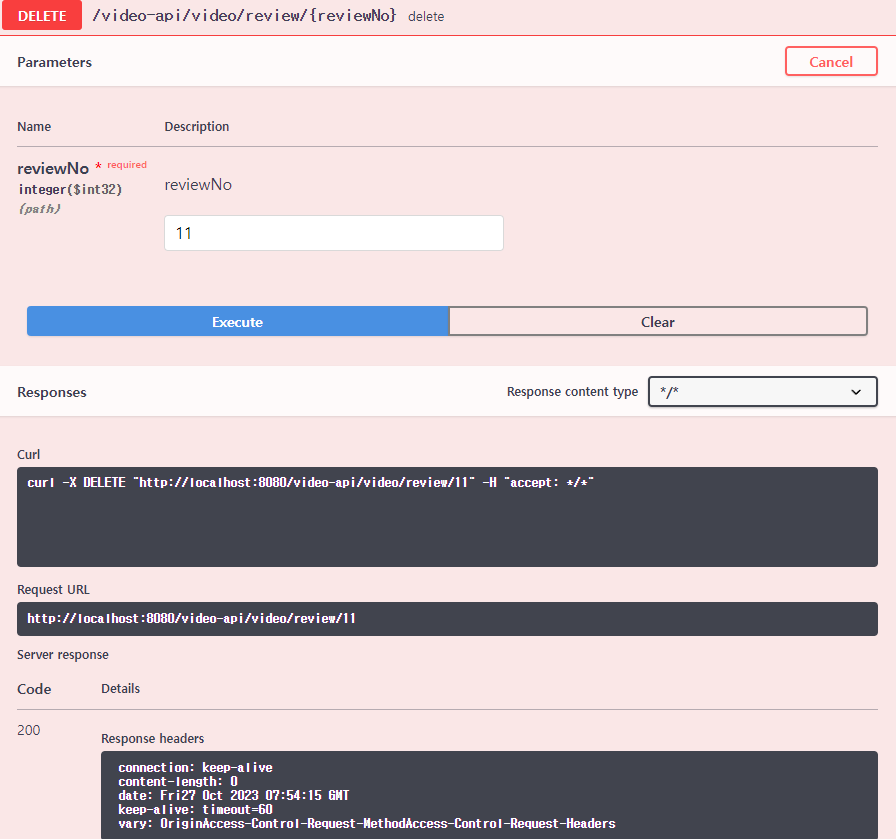 DELETE /video-api/video/review/{reviewNo} delete
Parameters Cancel
Name Description
reviewNo * required
integer($int32)
(path)
reviewNo
11
Execute Clear
Responses Response content type */*
Curl
curl -X DELETE "http://localhost:8080/video-api/video/review/11" -H "accept: */*"
Request URL
http://localhost:8080/video-api/video/review/11
Server response
Code Details
200
Response headers
connection: keep-alive
content-length: 0
date: Fri27 Oct 2023 07:54:15 GMT
keep-alive: timeout=60
vary: OriginAccess-Control-Request-MethodAccess-Control-Request-Headers